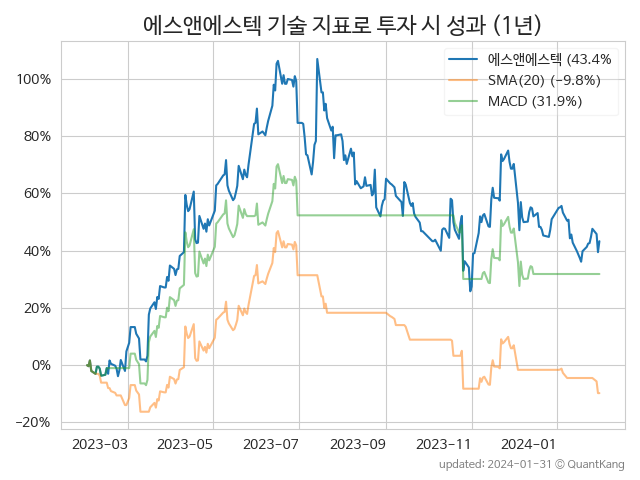 에스앤에스텍 기술 지표로 투자 시 성과 (1년)
에스앤에스텍 (43.4%
SMA(20) (−9.8%)
MACD (31.9%)
100%
80%
60%
40%
20%
0%
−20%
2023-03
2023-05
2023-07
2023-09
2023-11
2024-01
updated: 2024-01-31 © QuantKang